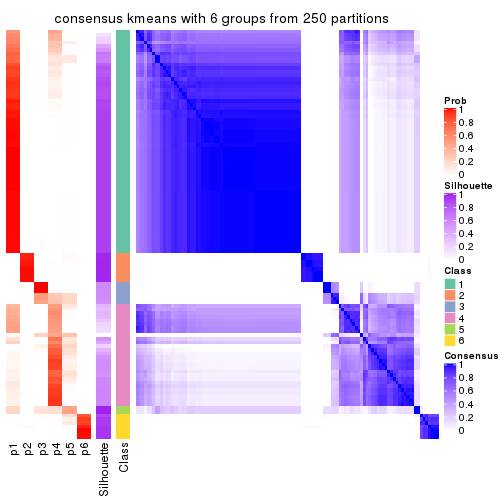 consensus kmeans with 6 groups from 250 partitions
Prob
1
0.8
0.6
0.4
0.2
0
Silhouette
1
0.8
0.6
0.4
0.2
0
Class
1
2
3
4
5
6
Consensus
1
0.8
0.6
0.4
0.2
0
p1
p2
p3
p4
p5
p6
Silhouette
Class